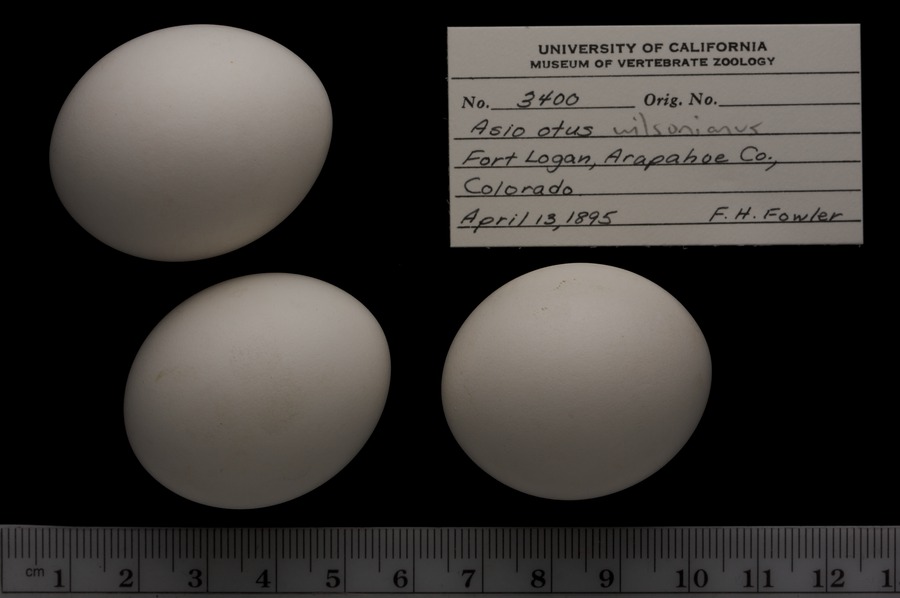 UNIVERSITY OF CALIFORNIA
MUSEUM OF VERTEBRATE ZOOLOGY
No. 3400 Orig. No.
Asio otus wilsonianus
Fort Logan, Arapahoe Co.,
Colorado
April 13, 1895 F. H. Fowler
cm 1 2 3 4 5 6 7 8 9 10 11 12 1